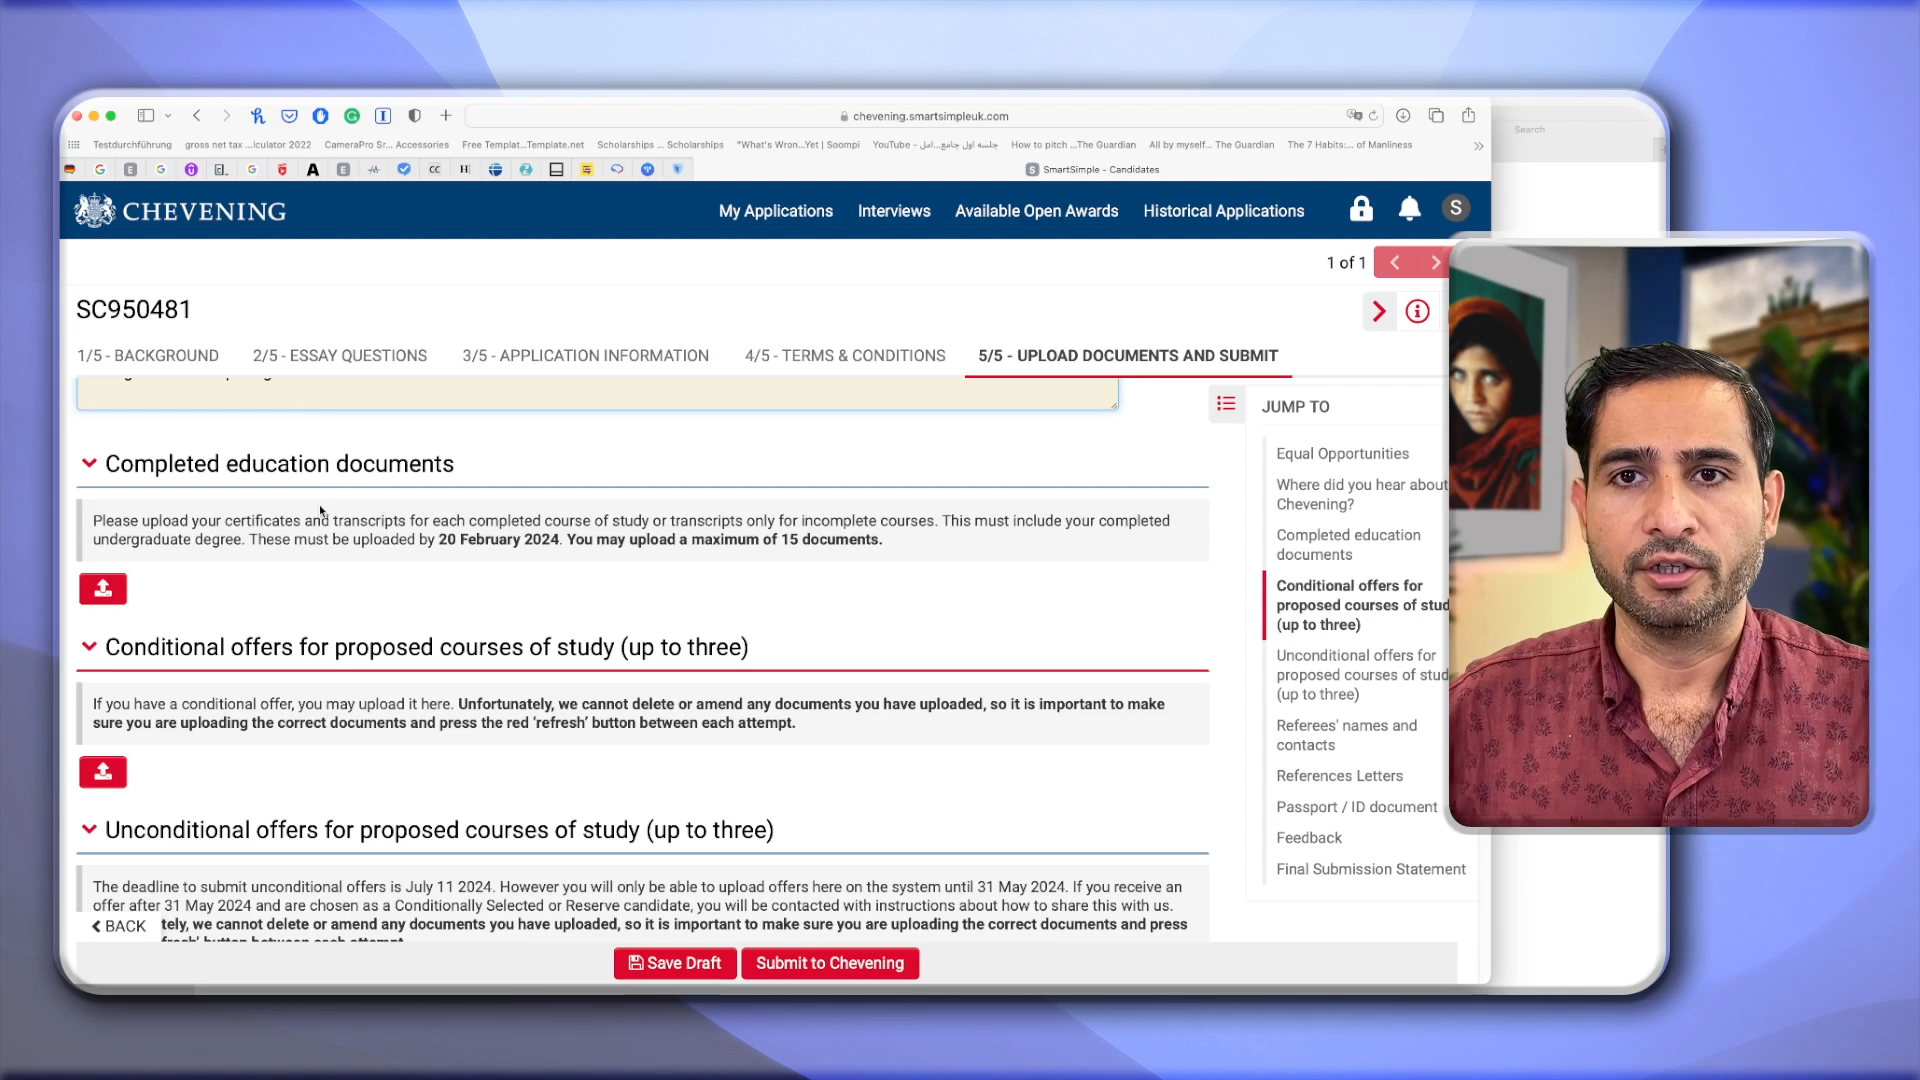 chevening.smartsimpleuk.com
Search
Testdurchführung gross net tax ...lculator 2022 CameraPro Sr... Accessories Free Templat...Template.net Scholarships ... Scholarships "What's Wron...Yet | Soompi YouTube - جلسه اول جامع...امل How to pitch ...The Guardian All by myself... The Guardian The 7 Habits:... of Manliness
SmartSimple - Candidates
CHEVENING
My Applications Interviews Available Open Awards Historical Applications S
1 of 1
SC950481
1/5 - BACKGROUND 2/5 - ESSAY QUESTIONS 3/5 - APPLICATION INFORMATION 4/5 - TERMS & CONDITIONS 5/5 - UPLOAD DOCUMENTS AND SUBMIT
Completed education documents
Please upload your certificates and transcripts for each completed course of study or transcripts only for incomplete courses. This must include your completed
undergraduate degree. These must be uploaded by 20 February 2024. You may upload a maximum of 15 documents.
Conditional offers for proposed courses of study (up to three)
If you have a conditional offer, you may upload it here. Unfortunately, we cannot delete or amend any documents you have uploaded, so it is important to make
sure you are uploading the correct documents and press the red 'refresh' button between each attempt.
Unconditional offers for proposed courses of study (up to three)
The deadline to submit unconditional offers is July 11 2024. However you will only be able to upload offers here on the system until 31 May 2024. If you receive an
offer after 31 May 2024 and are chosen as a Conditionally Selected or Reserve candidate, you will be contacted with instructions about how to share this with us.
tely, we cannot delete or amend any documents you have uploaded, so it is important to make sure you are uploading the correct documents and press
BACK
Save Draft
Submit to Chevening
JUMP TO
Equal Opportunities
Where did you hear about
Chevening?
Completed education
documents
Conditional offers for
proposed courses of stud
(up to three)
Unconditional offers for
proposed courses of stud
(up to three)
Referees' names and
contacts
References Letters
Passport / ID document
Feedback
Final Submission Statement